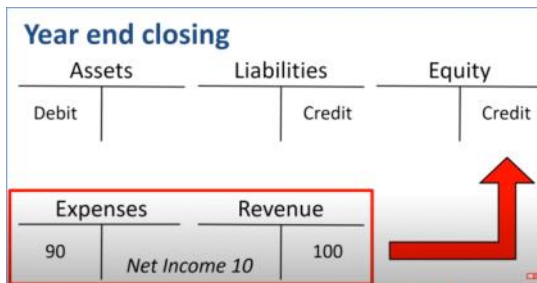 Year end closing
Assets Liabilities Equity
Debit Credit Credit
Expenses Revenue
90 100
Net Income 10